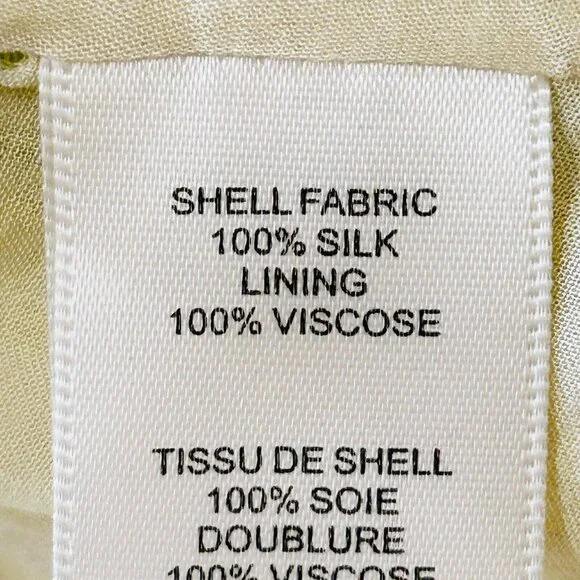 SHELL FABRIC
100% SILK
LINING
100% VISCOSE
TISSU DE SHELL
100% SOIE
DOUBLURE
100% VISCOSE